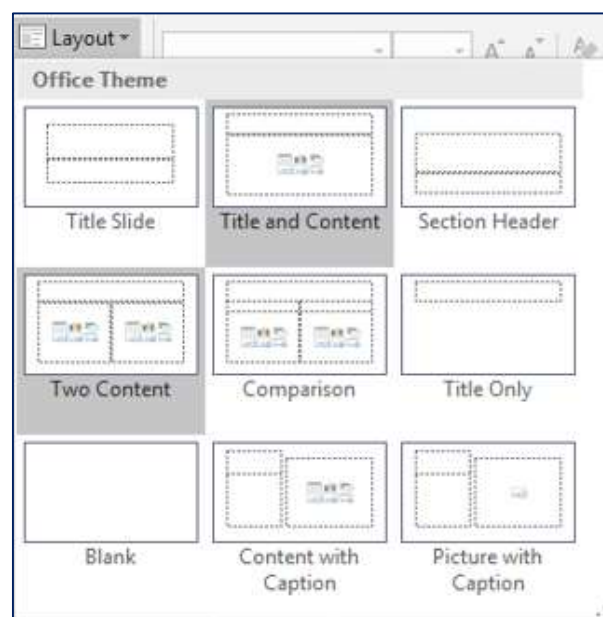 Layout
Office Theme
Title Slide
Title and Content
Section Header
Two Content
Comparison
Title Only
Blank
Content with
Caption
Picture with
Caption